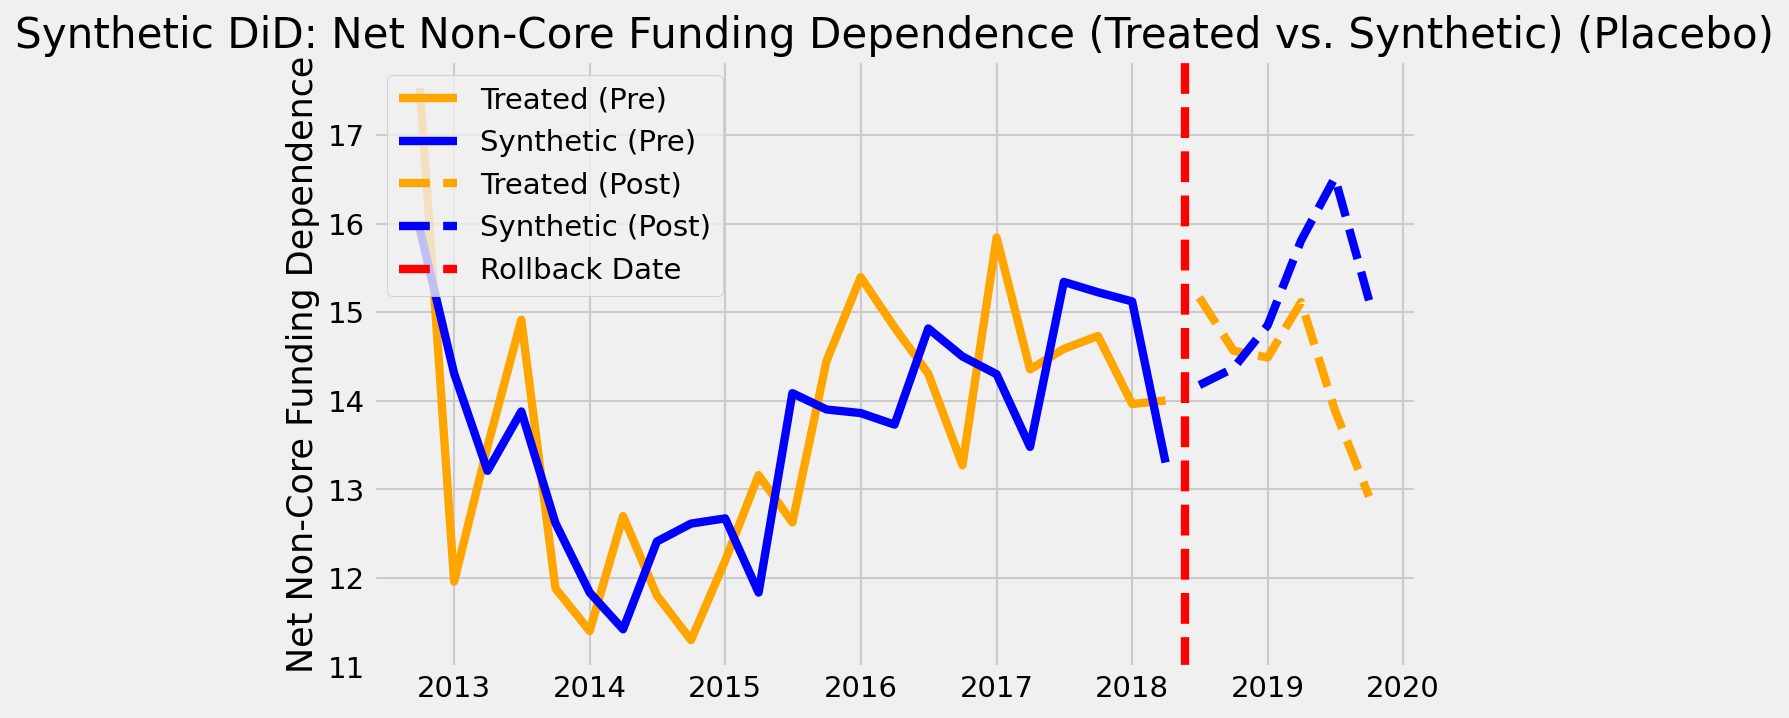 Synthetic DiD: Net Non-Core Funding Dependence (Treated vs. Synthetic) (Placebo)
Net Non-Core Funding Dependence
Treated (Pre)
Synthetic (Pre)
Treated (Post)
Synthetic (Post)
Rollback Date
17
16
15
14
13
12
11
2013 2014 2015 2016 2017 2018 2019 2020